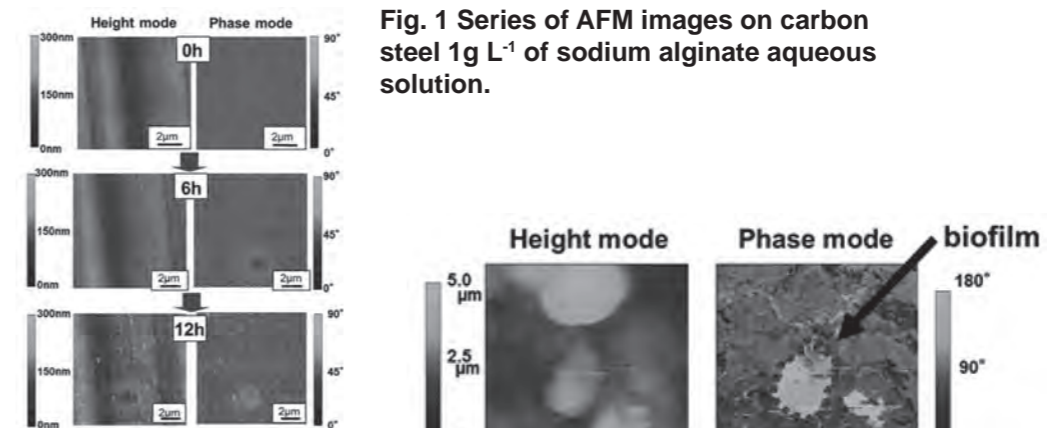 Height mode Phase mode
300nm 0h 90°
150nm 45°
2μm 2μm
0nm 0°
300nm 6h 90°
150nm 45°
2μm 2μm
0nm 0°
300nm 12h 90°
150nm 45°
2μm 2μm
0nm 0°
Fig. 1 Series of AFM images on carbon
steel 1g L-1 of sodium alginate aqueous
solution.
Height mode Phase mode biofilm
5.0 180°
μm
2.5 90°
μm